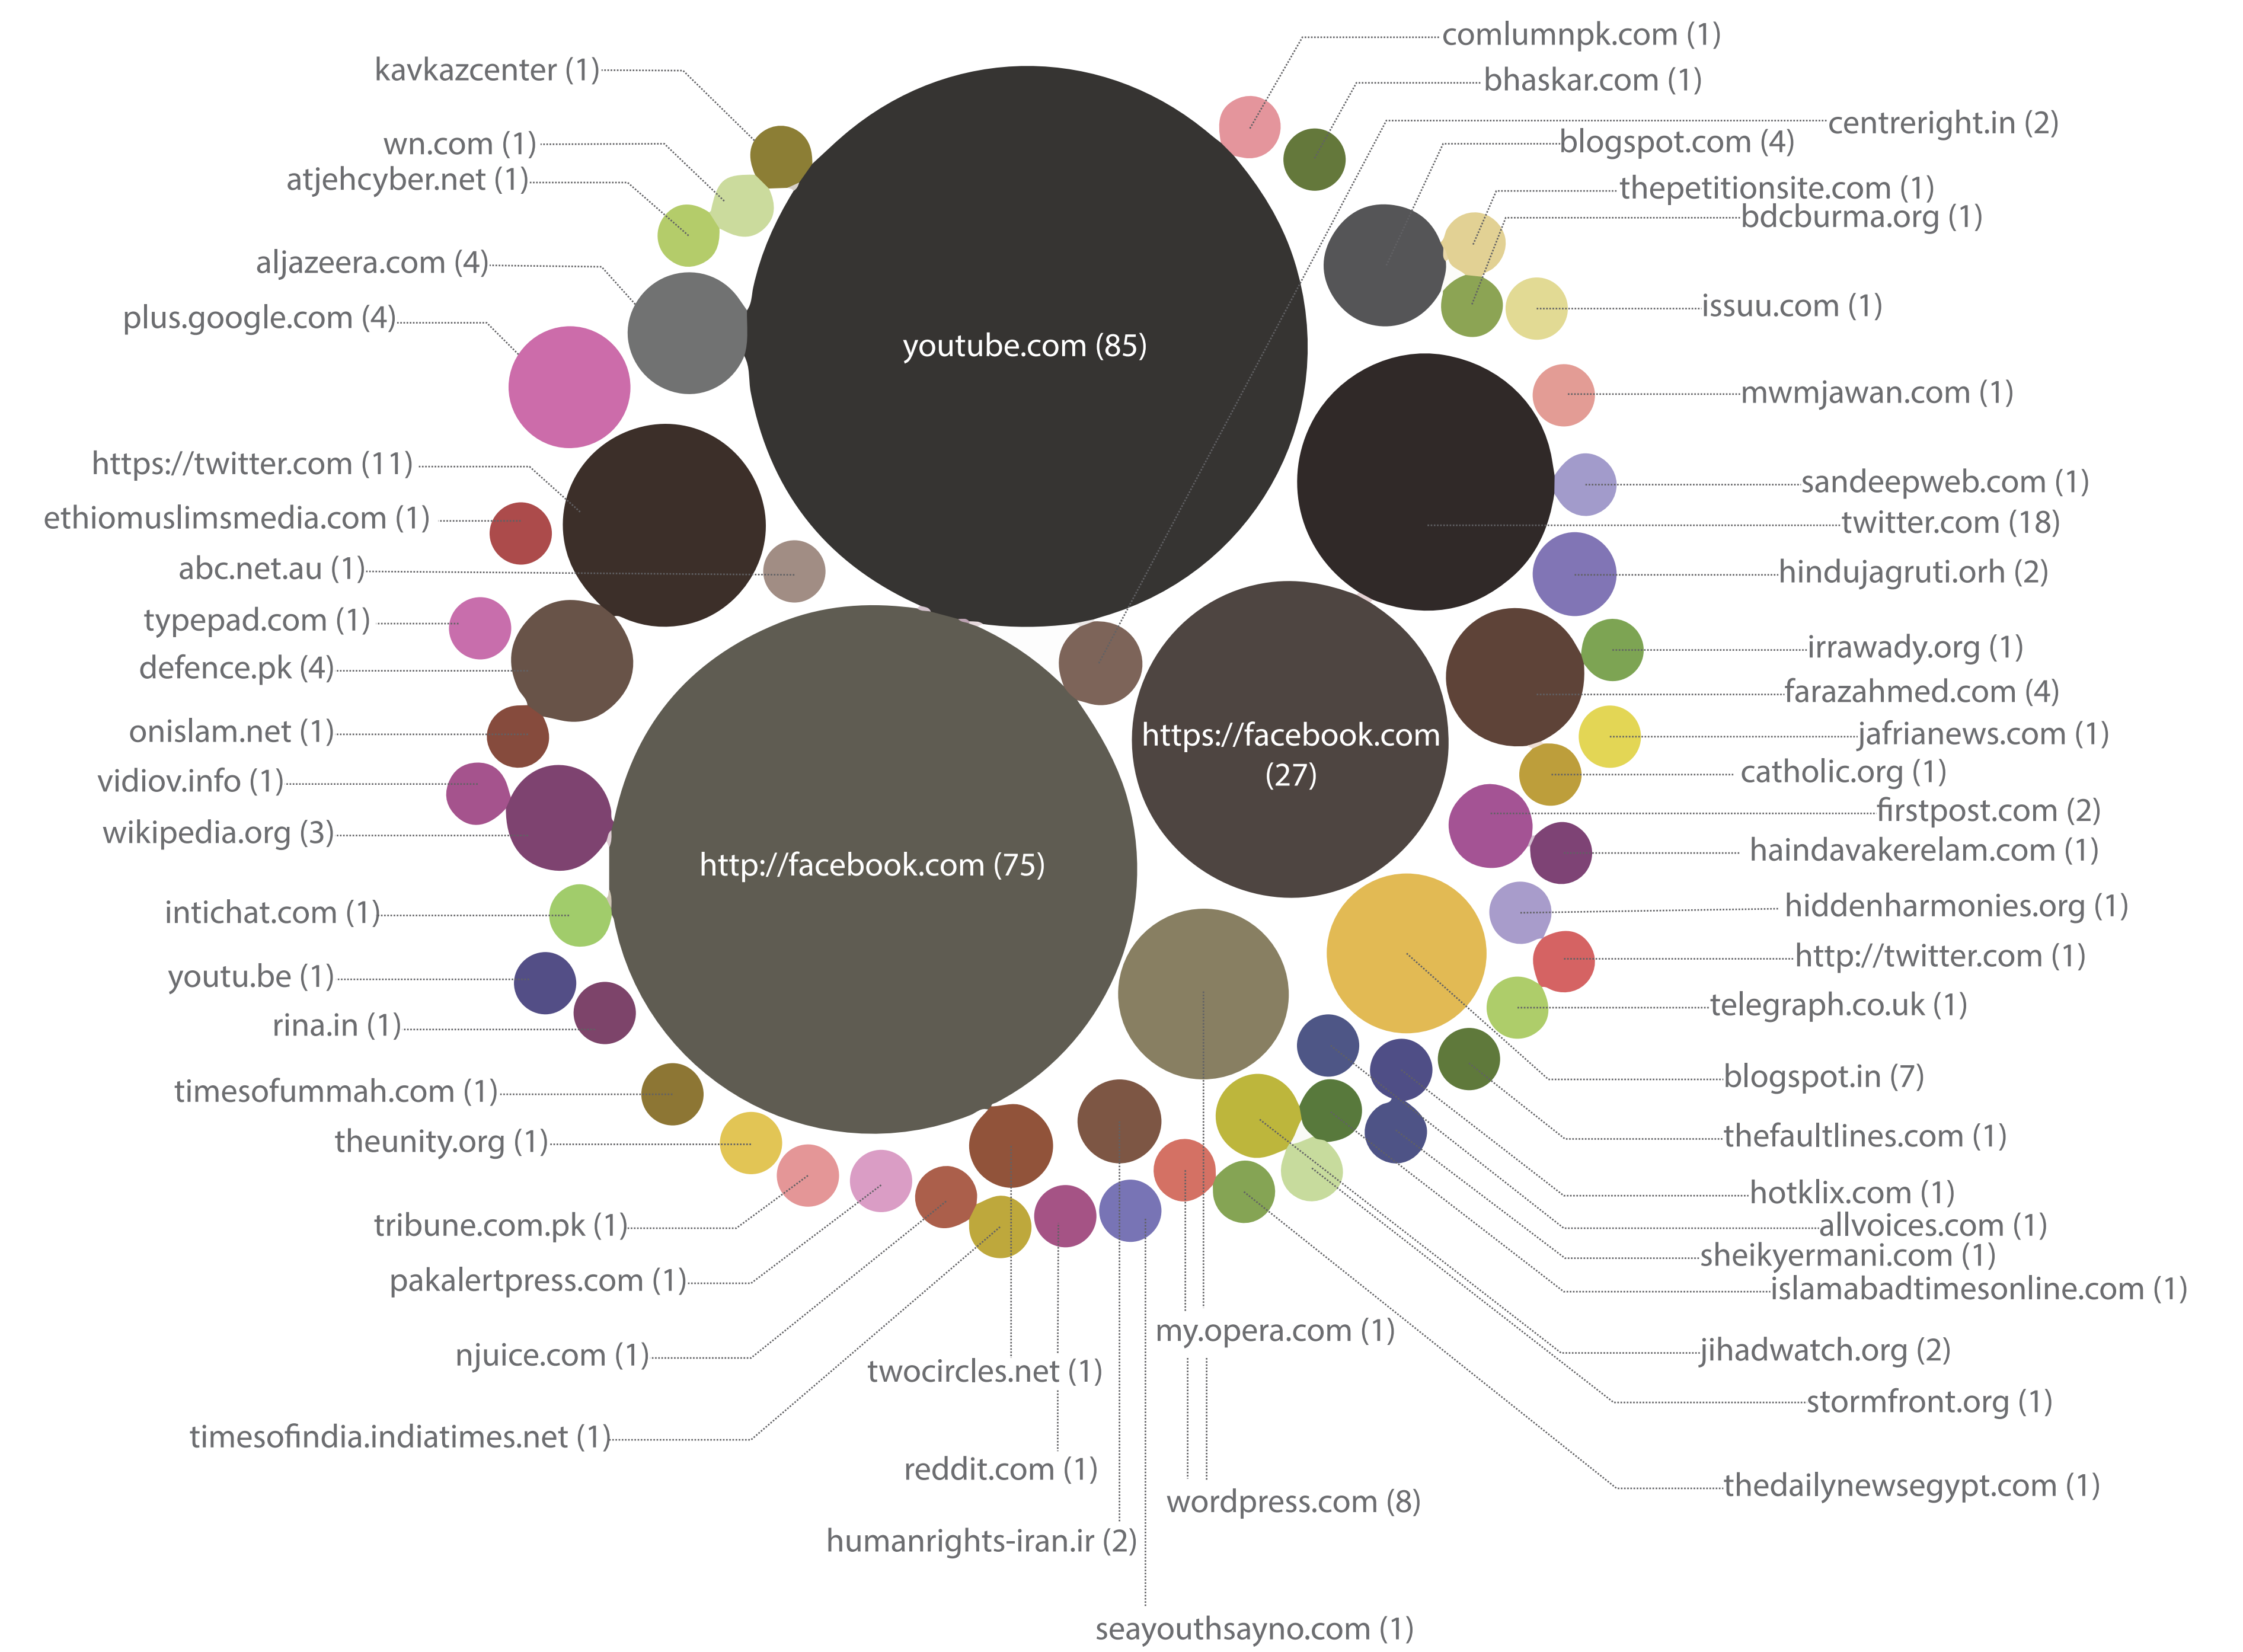 kavkazcenter (1)
wn.com (1)
atjehcyber.net (1)
aljazeera.com (4)
plus.google.com (4)
https://twitter.com (11)
ethiomuslimsmedia.com (1)
abc.net.au (1)
typepad.com (1)
defence.pk (4)
onislam.net (1)
vidiov.info (1)
wikipedia.org (3)
intichat.com (1)
youtu.be (1)
rina.in (1)
timesofummah.com (1)
theunity.org (1)
tribune.com.pk (1)
pakalertpress.com (1)
njuice.com (1)
timesofindia.indiatimes.net (1)
youtube.com (85)
http://facebook.com (75)
https://facebook.com
(27)
twocircles.net (1)
reddit.com (1)
humanrights-iran.ir (2)
seayouthsayno.com (1)
my.opera.com (1)
wordpress.com (8)
comlumnpk.com (1)
bhaskar.com (1)
centreright.in (2)
blogspot.com (4)
thepetitionsite.com (1)
bdcburma.org (1)
issuu.com (1)
mwmjawan.com (1)
sandeepweb.com (1)
twitter.com (18)
hindujagruti.orh (2)
irrawady.org (1)
farazahmed.com (4)
jafrianews.com (1)
catholic.org (1)
firstpost.com (2)
haindavakerelam.com (1)
hiddenharmonies.org (1)
http://twitter.com (1)
telegraph.co.uk (1)
blogspot.in (7)
thefaultlines.com (1)
hotklix.com (1)
allvoices.com (1)
sheikyermani.com (1)
islamabadtimesonline.com (1)
jihadwatch.org (2)
stormfront.org (1)
thedailynewsegypt.com (1)